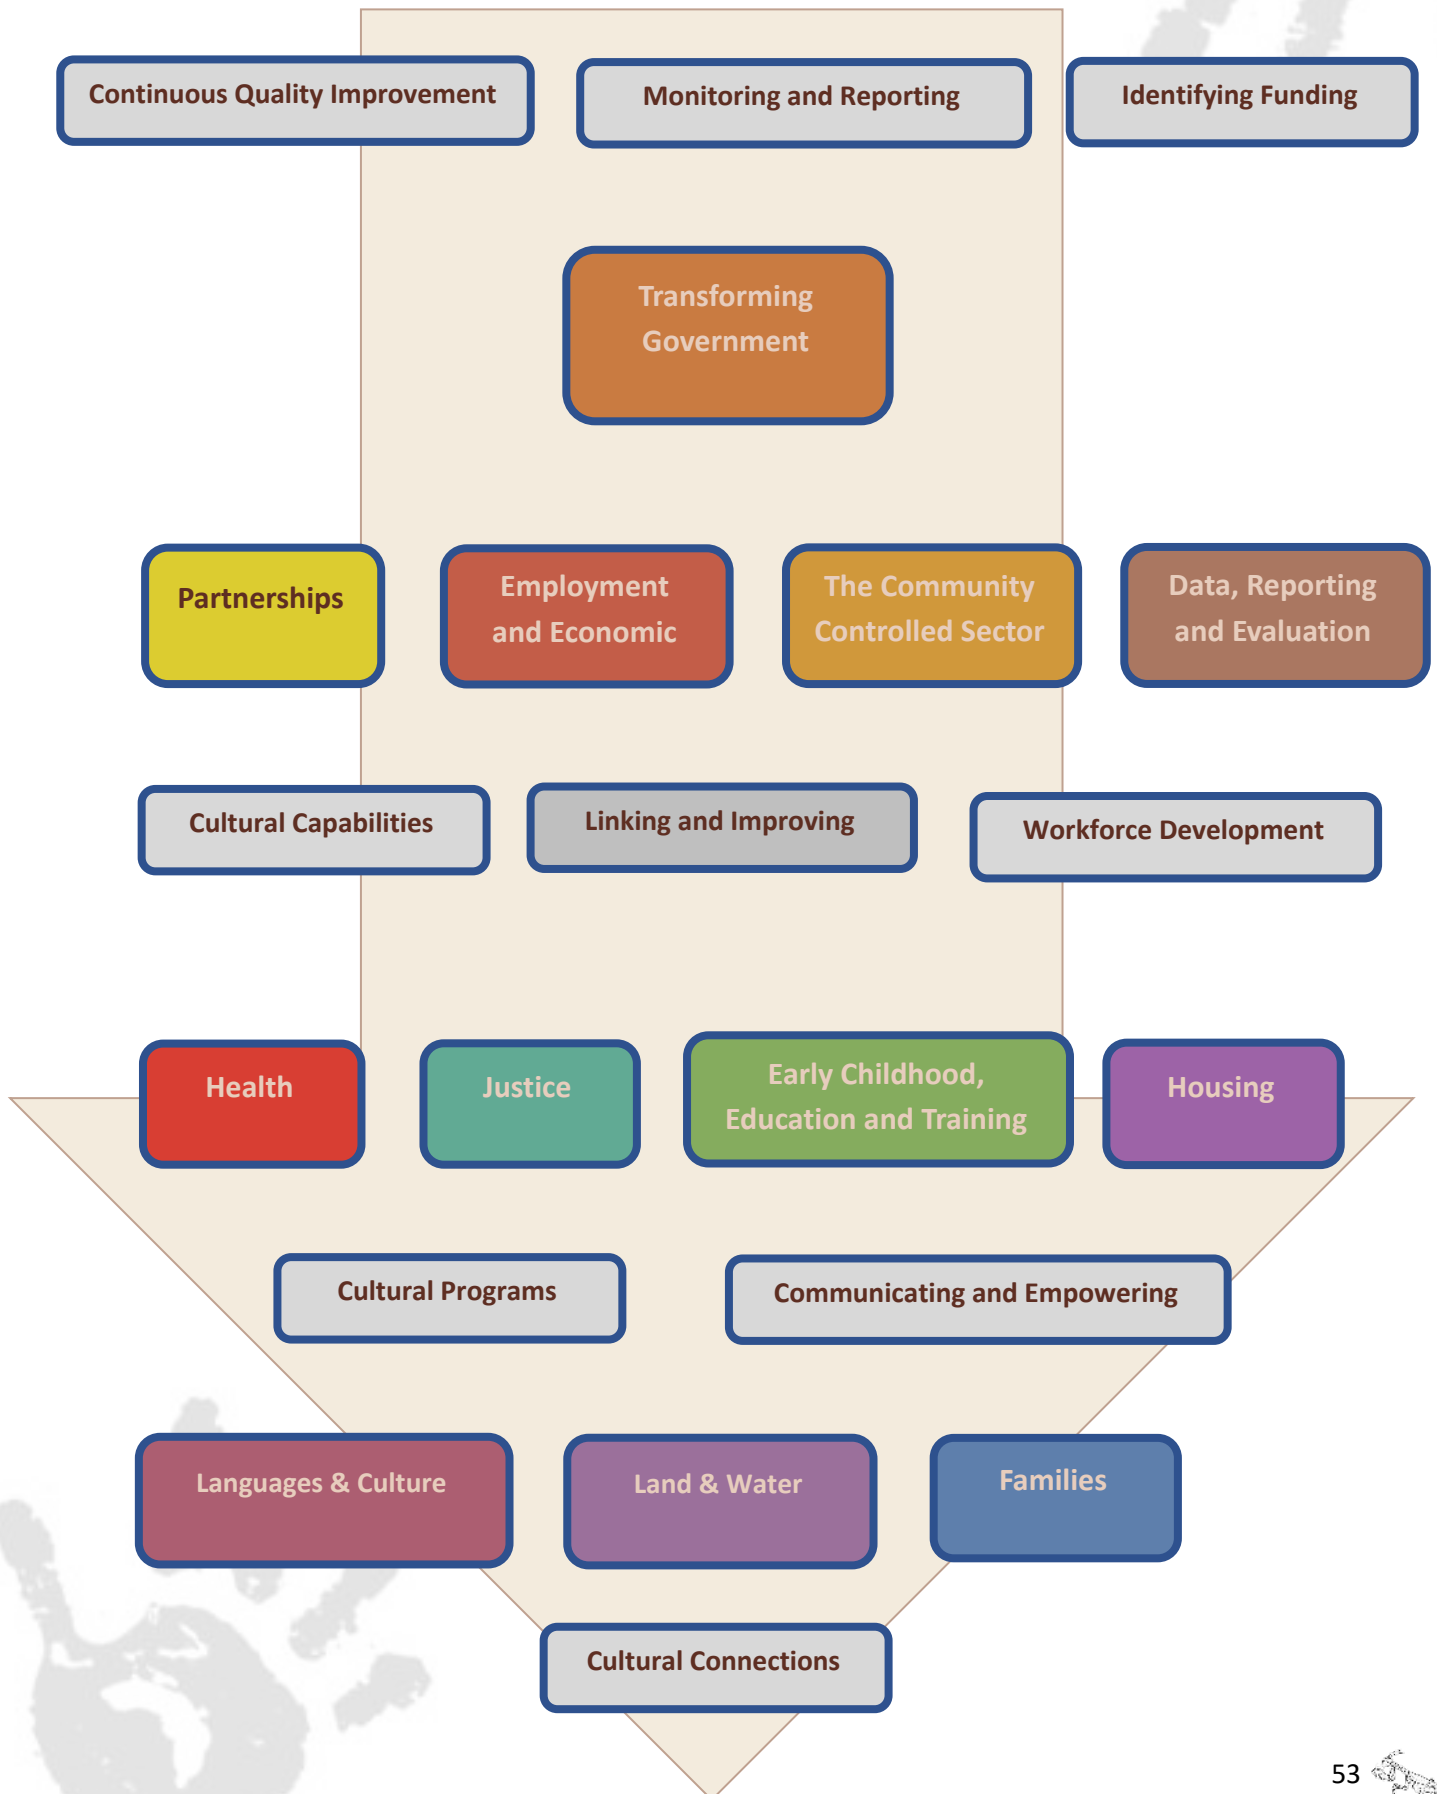 Continuous Quality Improvement
Monitoring and Reporting
Identifying Funding
Transforming
Government
Partnerships
Employment
and Economic
The Community
Controlled Sector
Data, Reporting
and Evaluation
Cultural Capabilities
Linking and Improving
Workforce Development
Health
Justice
Early Childhood,
Education and Training
Housing
Cultural Programs
Communicating and Empowering
Languages & Culture
Land & Water
Families
Cultural Connections
53